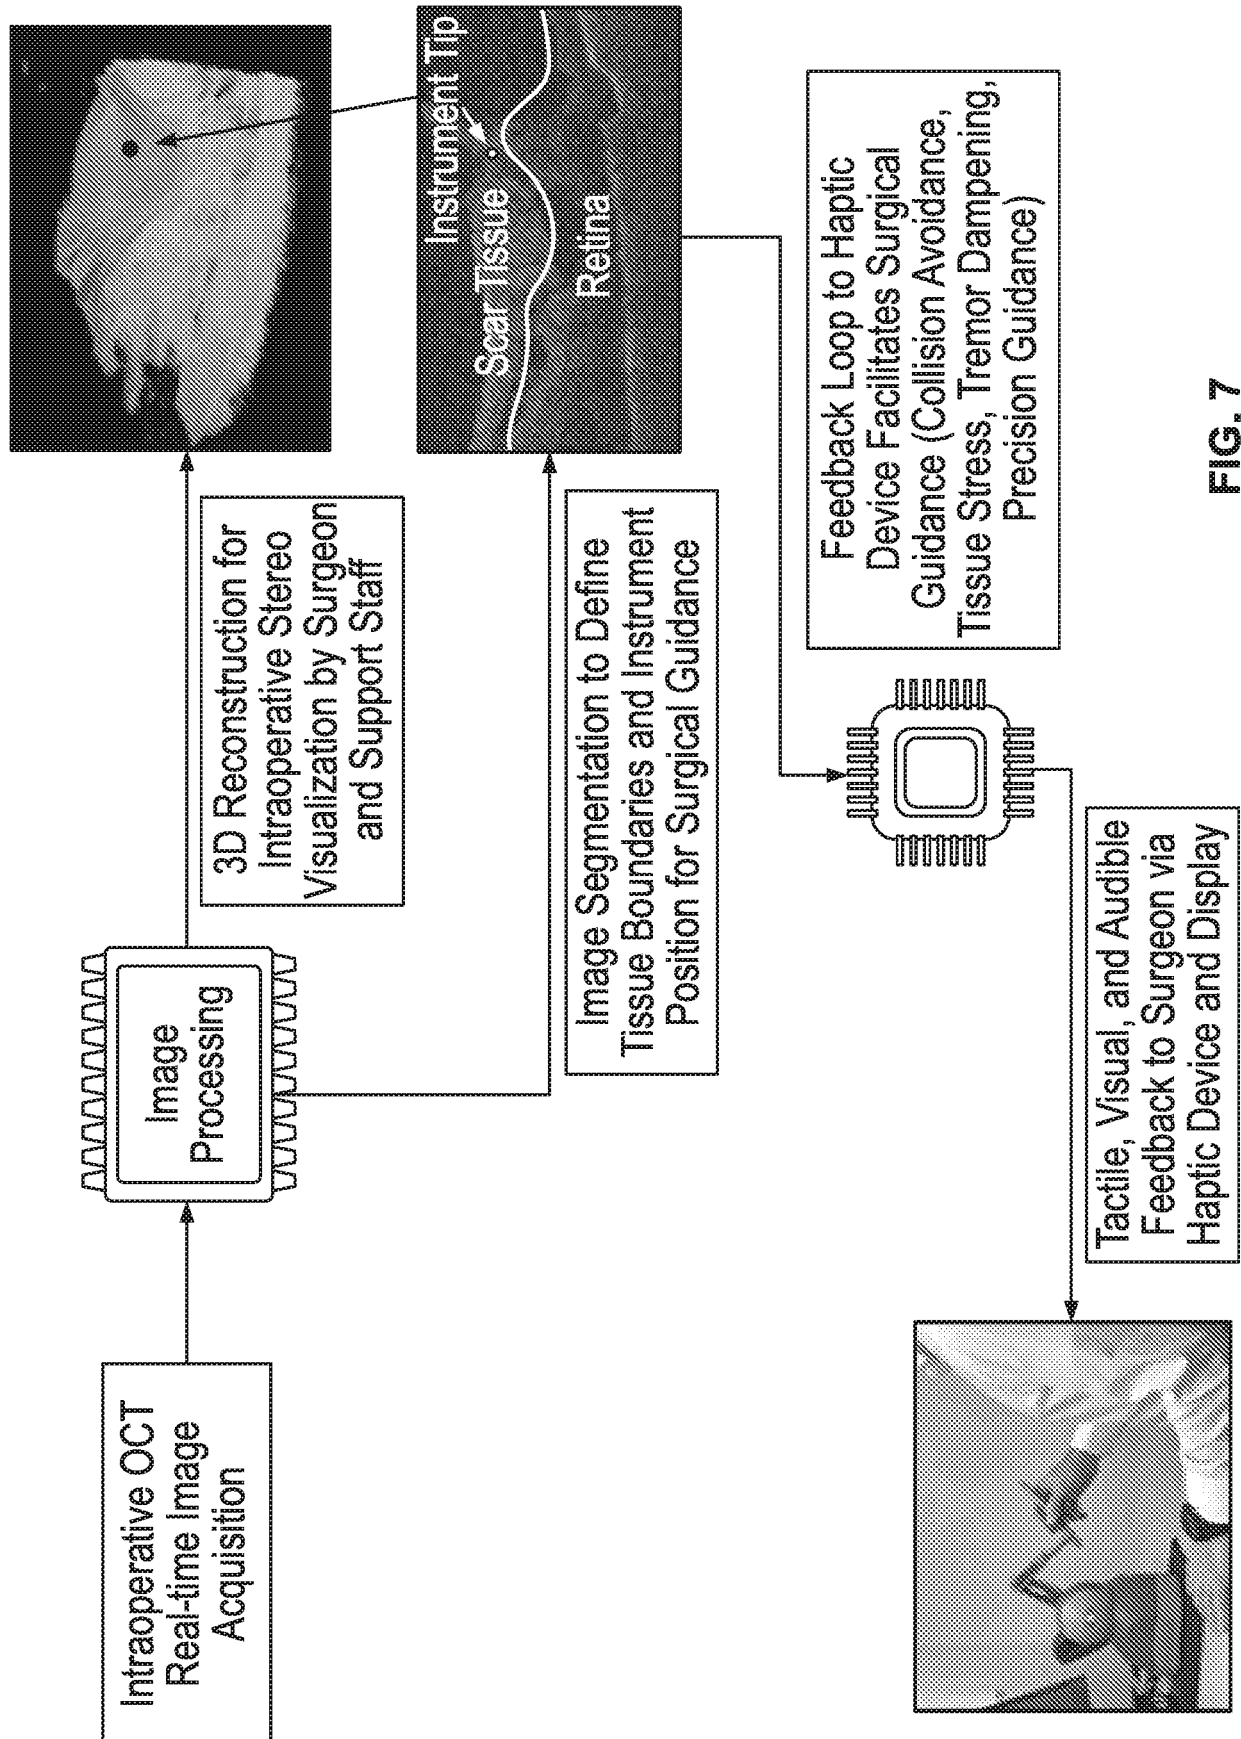 Intraoperative OCT
Real-time Image
Acquisition
Image
Processing
3D Reconstruction for
Intraoperative Stereo
Visualization by Surgeon
and Support Staff
Image Segmentation to Define
Tissue Boundaries and Instrument
Position for Surgical Guidance
Instrument Tip
Scar Tissue
Retina
Feedback Loop to Haptic
Device Facilitates Surgical
Guidance (Collision Avoidance,
Tissue Stress, Tremor Dampening,
Precision Guidance)
Tactile, Visual, and Audible
Feedback to Surgeon via
Haptic Device and Display
FIG. 7